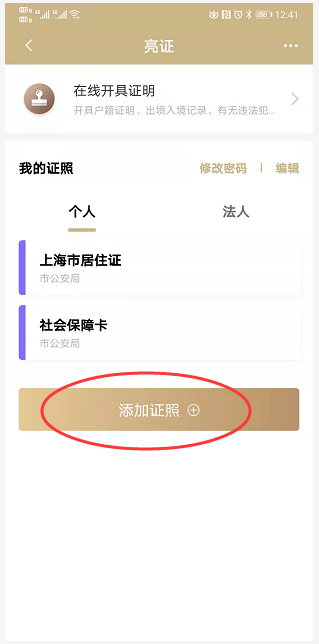 12:41
亮证
在线开具证明
开具户籍证明、出境入境记录、有无违法犯...
我的证照
修改密码 | 编辑
个人
法人
上海市居住证
市公安局
社会保障卡
市公安局
添加证照